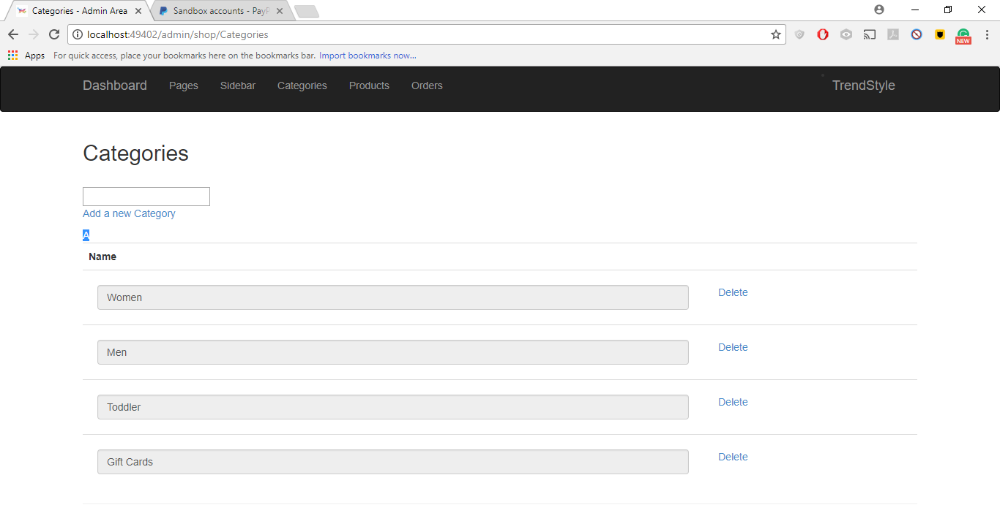 Categories - Admin Area
Sandbox accounts - PayP
localhost:49402/admin/shop/Categories
NEW
Apps For quick access, place your bookmarks here on the bookmarks bar. Import bookmarks now...
Dashboard Pages Sidebar Categories Products Orders TrendStyle
Categories
Add a new Category
A
Name
Women Delete
Men Delete
Toddler Delete
Gift Cards Delete